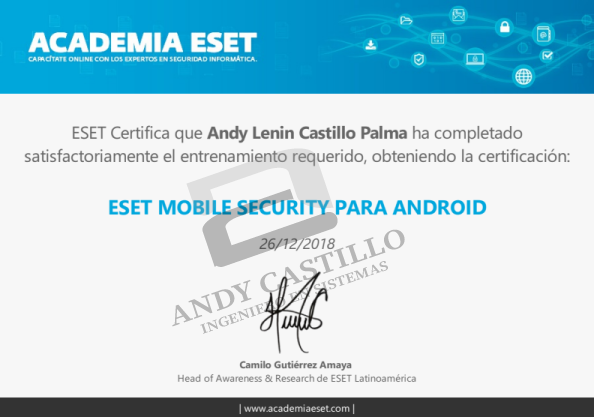 ACADEMIA ESET
CAPACÍTATE ONLINE CON LOS EXPERTOS EN SEGURIDAD INFORMÁTICA.
ESET Certifica que Andy Lenin Castillo Palma ha completado
satisfactoriamente el entrenamiento requerido, obteniendo la certificación:
ESET MOBILE SECURITY PARA ANDROID
26/12/2018
ANDY CASTILLO
INGENIERO EN SISTEMAS
Camilo Gutiérrez Amaya
Head of Awareness & Research de ESET Latinoamérica
| www.academiaeset.com |